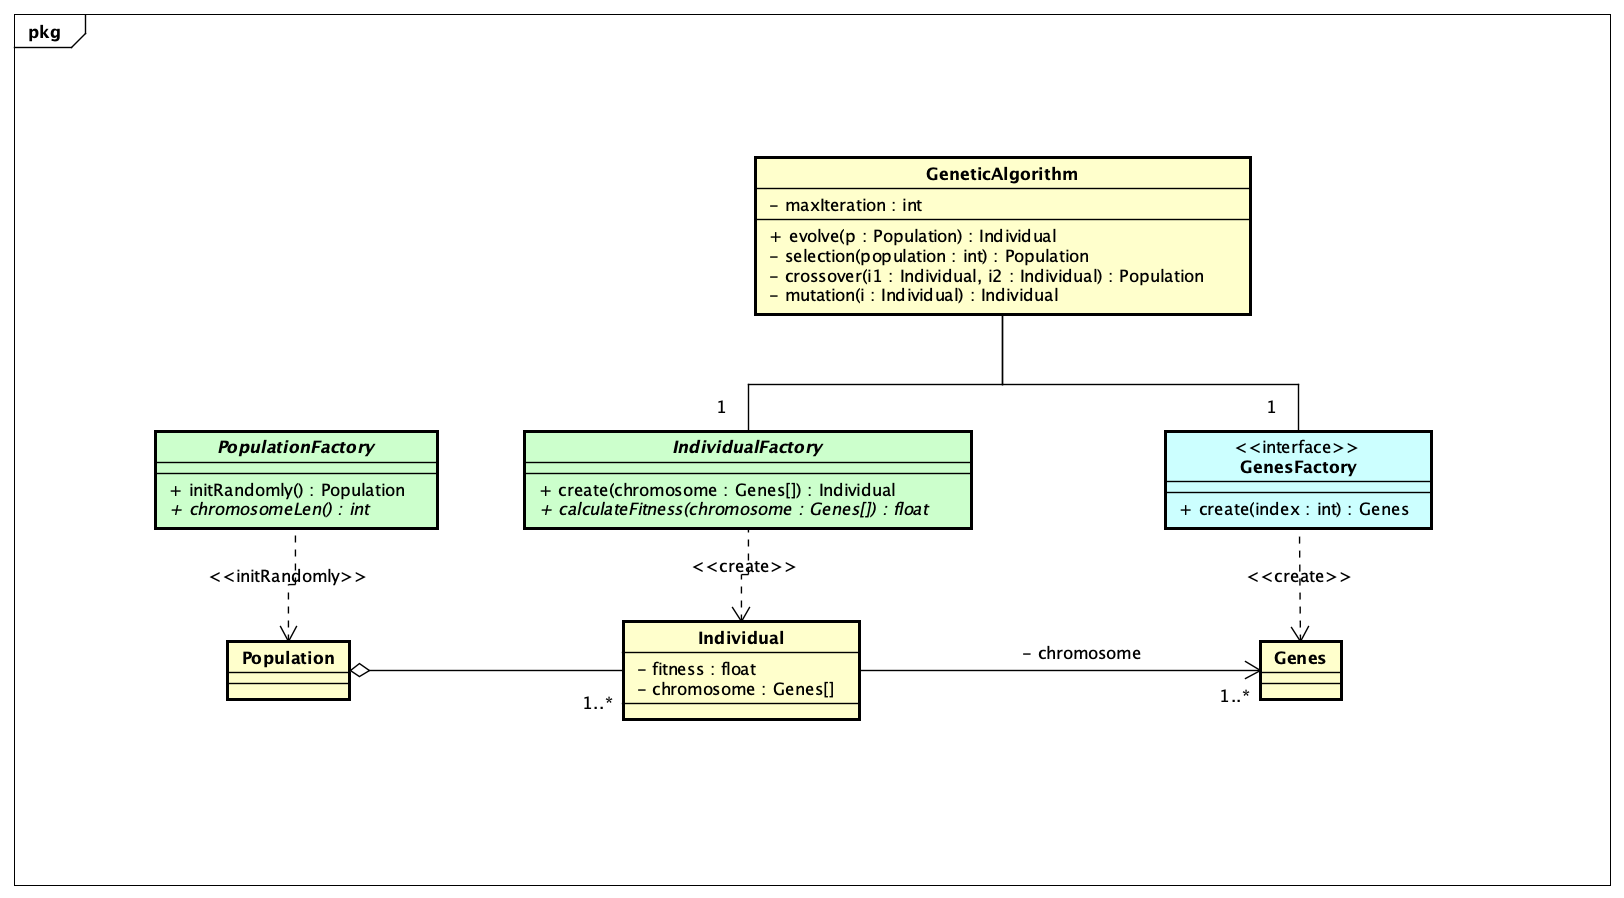 pkg
GeneticAlgorithm
- maxIteration : int
+ evolve(p : Population) : Individual
- selection(population : int) : Population
- crossover(i1 : Individual, i2 : Individual) : Population
- mutation(i : Individual) : Individual
1
1
PopulationFactory
+ initRandomly() : Population
+ chromosomeLen() : int
IndividualFactory
+ create(chromosome : Genes[]) : Individual
+ calculateFitness(chromosome : Genes[]) : float
<<interface>>
GenesFactory
+ create(index : int) : Genes
<<initRandomly>>
<<create>>
<<create>>
Population
Individual
- fitness : float
- chromosome : Genes[]
1..*
- chromosome
1..*
Genes